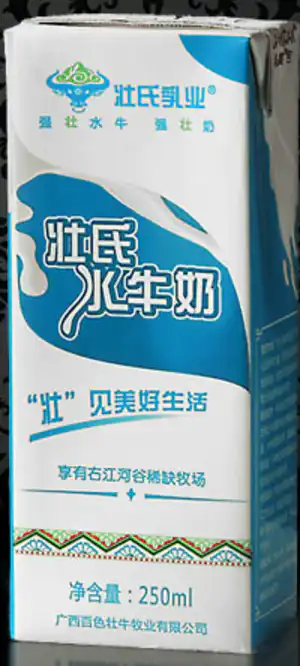 壮氏乳业®
强壮水牛 强壮奶
壮氏
水牛奶
“壮”见美好生活
享有右江河谷稀缺牧场
净含量：250ml
广西百色壮牛牧业有限公司